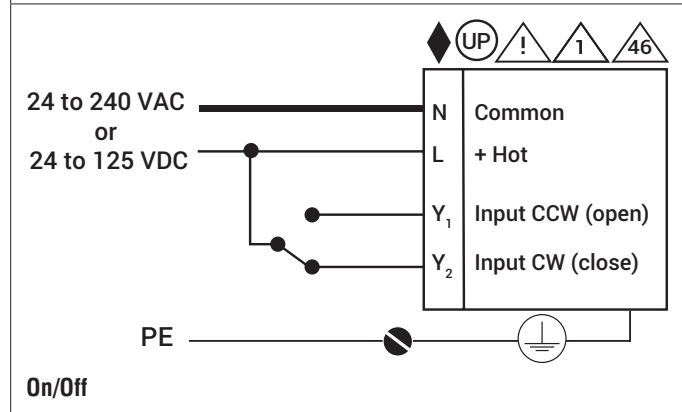 UP ! 1 46
24 to 240 VAC
or
24 to 125 VDC
N Common
L + Hot
Y1 Input CCW (open)
Y2 Input CW (close)
PE
On/Off